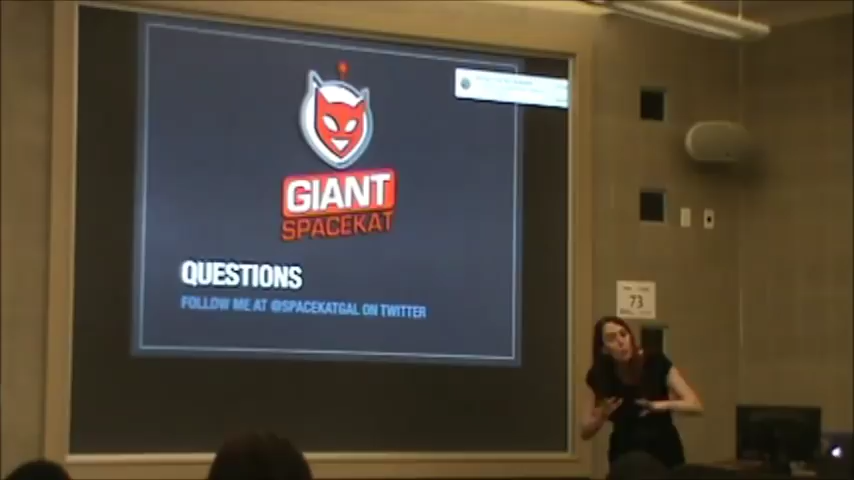 GIANT
SPACEKAT
QUESTIONS
FOLLOW ME AT @SPACEKATGAL ON TWITTER
73